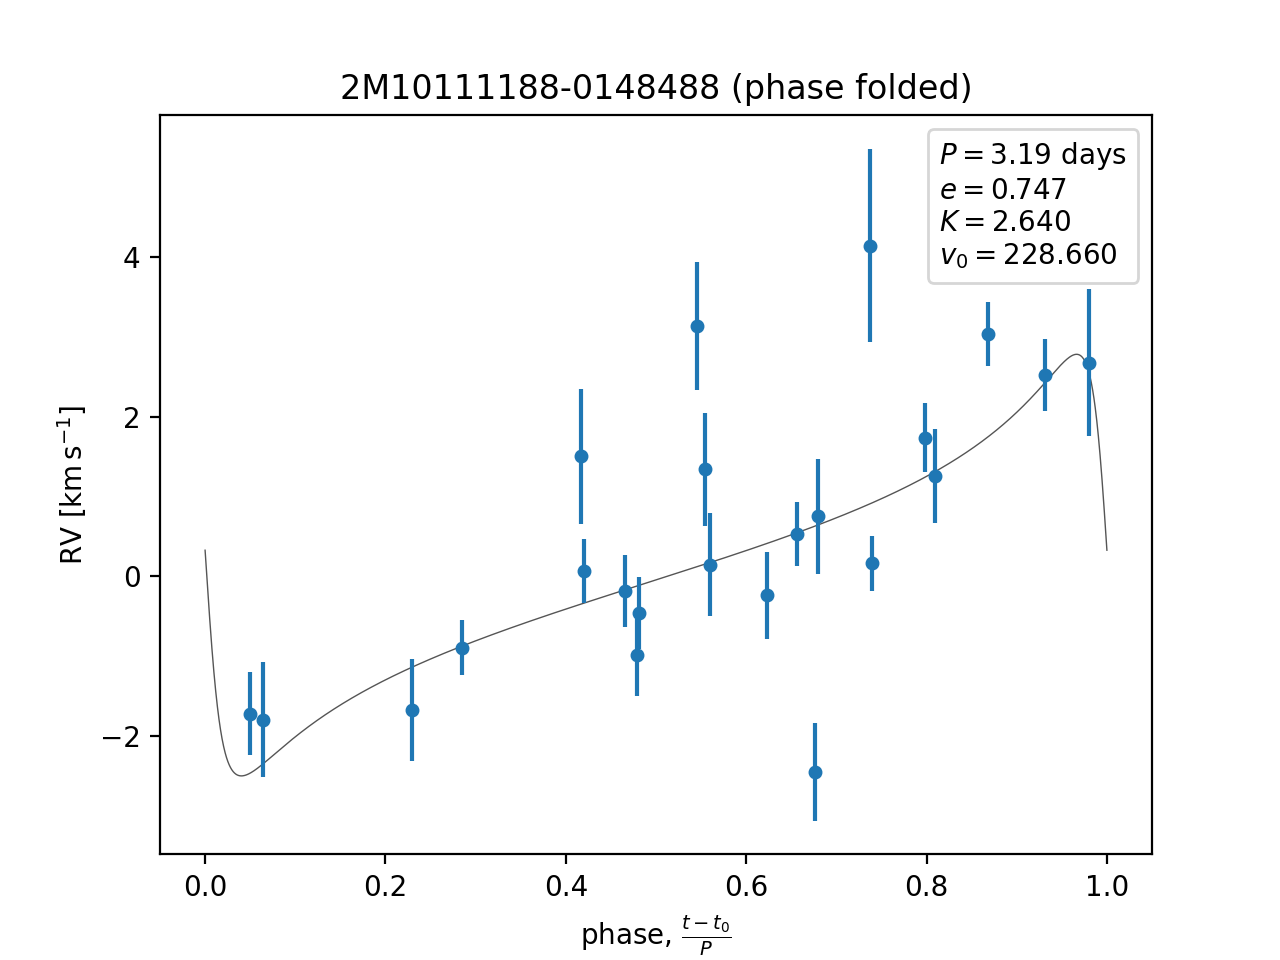 2M10111188-0148488 (phase folded)
P = 3.19 days
e = 0.747
K = 2.640
v₀ = 228.660
RV [km s⁻¹]
4
2
0
−2
0.0 0.2 0.4 0.6 0.8 1.0
phase, (t − t₀)/P